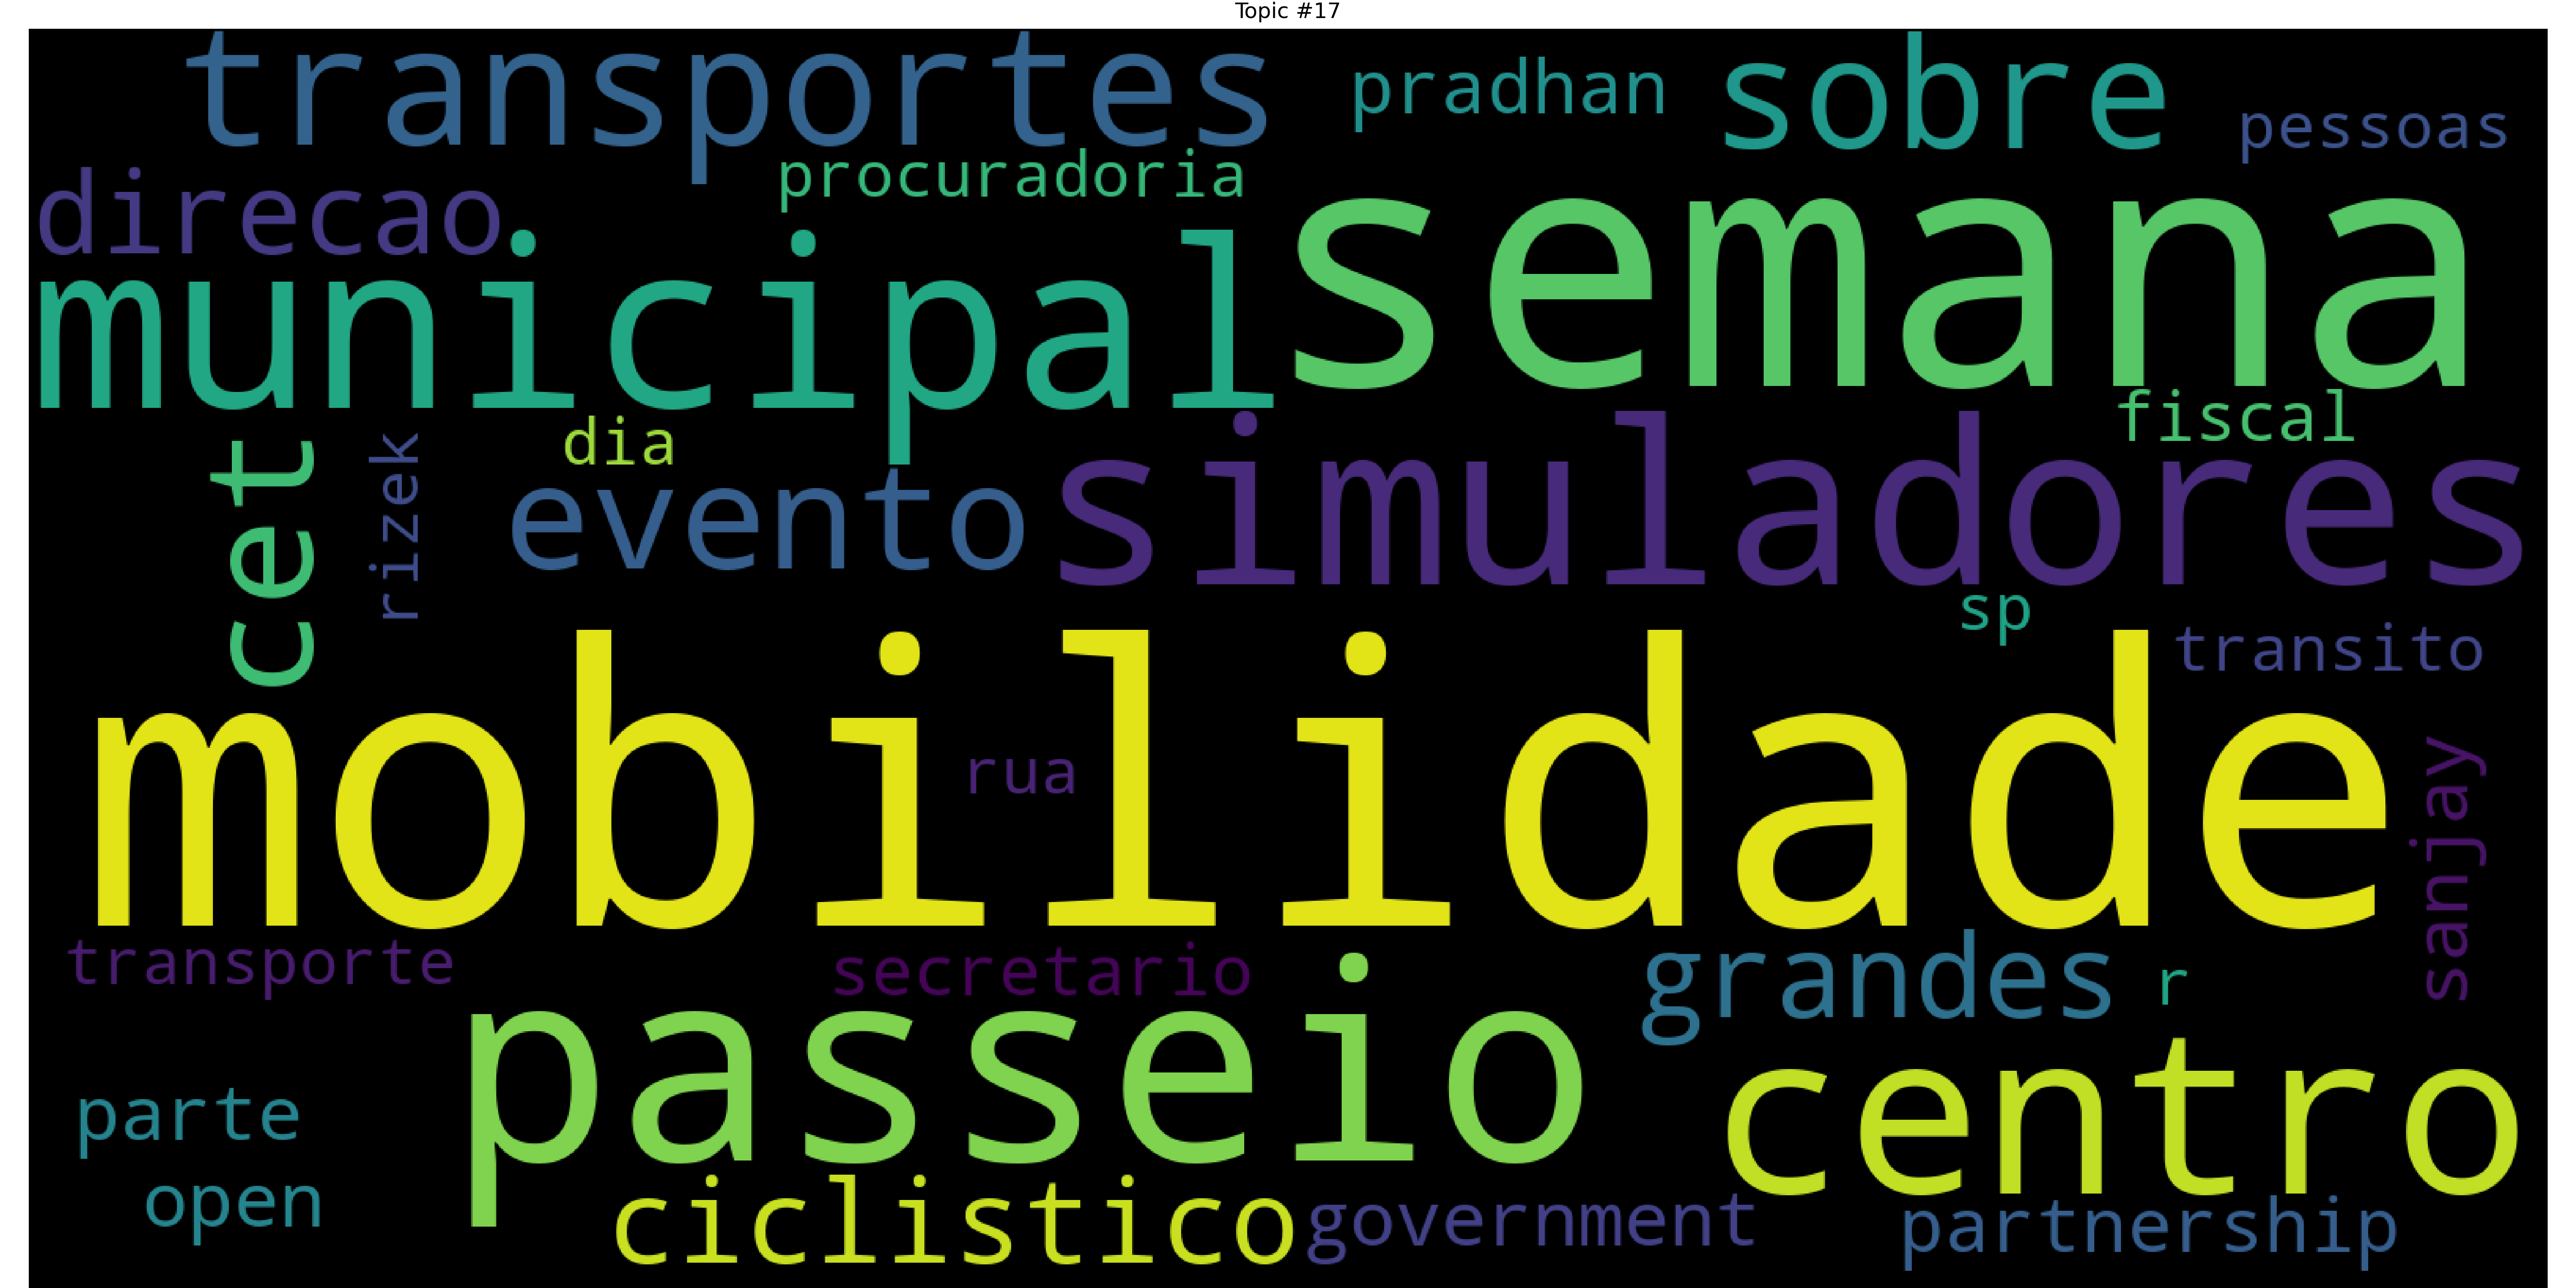 Topic #17
transportes
pradhan
sobre
pessoas
procuradoria
direcao
municipal
semana
fiscal
cet
rizek
dia
evento
simuladores
sp
transito
mobilidade
rua
sanjay
transporte
secretario
grandes
r
passeio
centro
parte
open
ciclistico
government
partnership